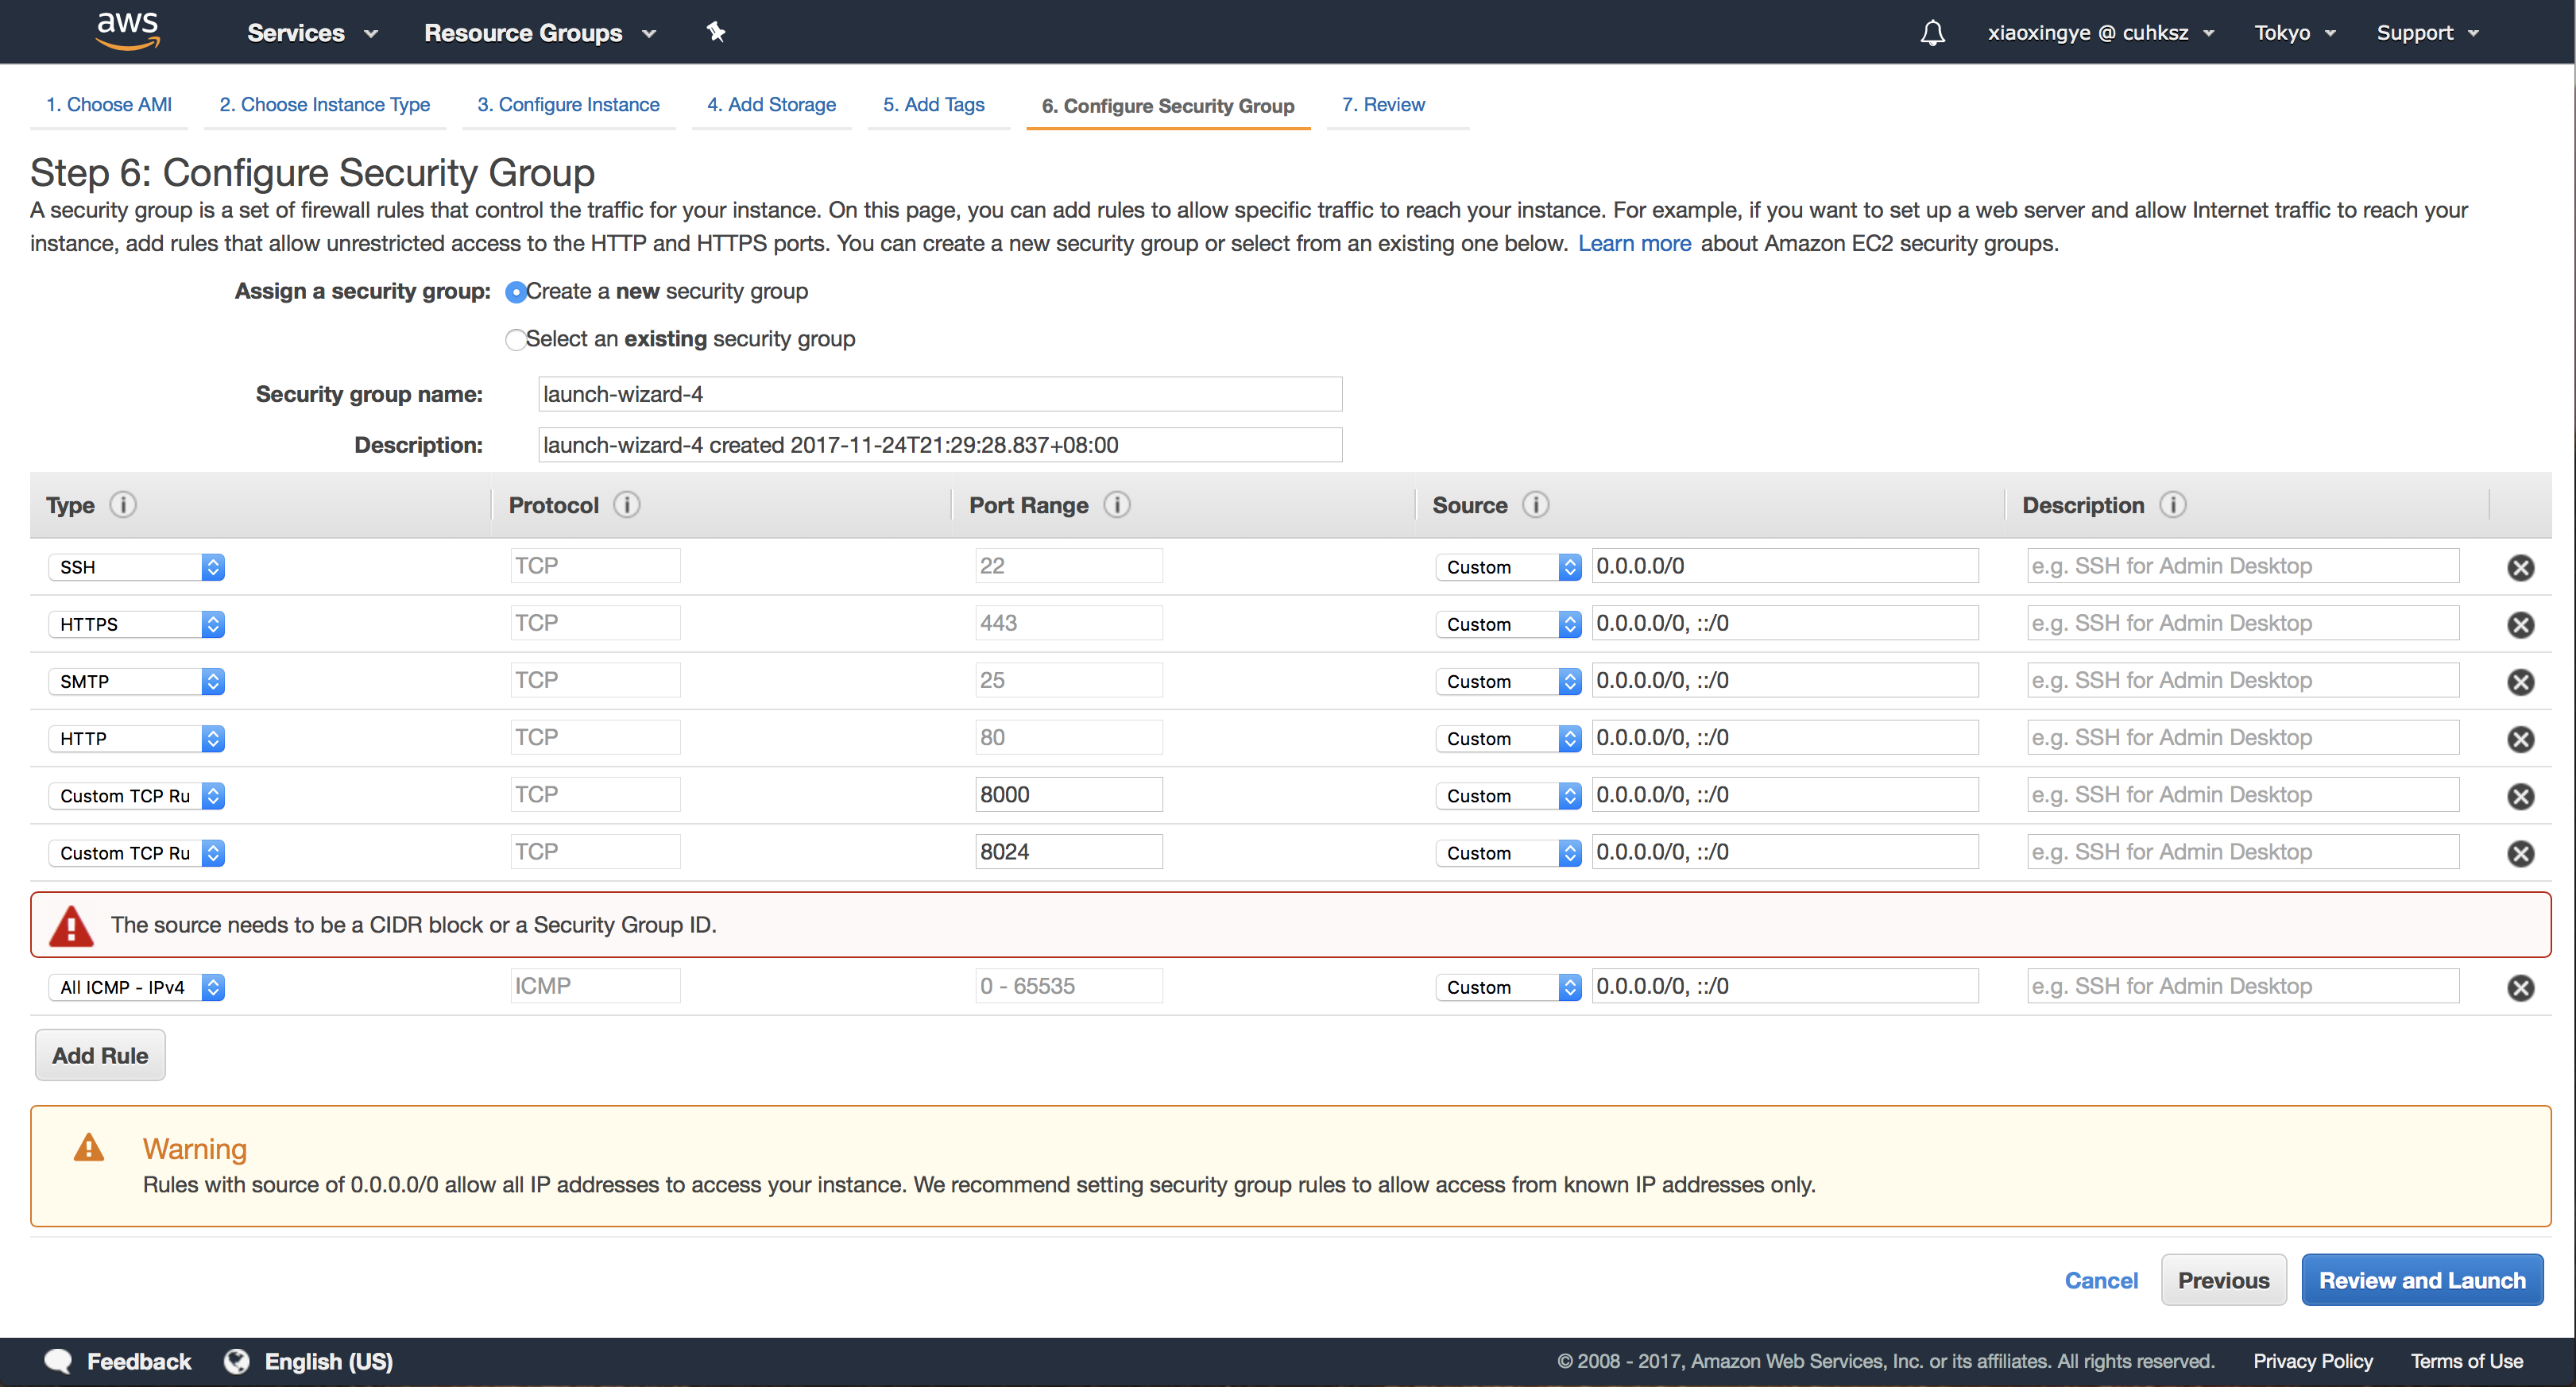 aws Services Resource Groups xiaoxingye @ cuhksz Tokyo Support
1. Choose AMI 2. Choose Instance Type 3. Configure Instance 4. Add Storage 5. Add Tags 6. Configure Security Group 7. Review
Step 6: Configure Security Group
A security group is a set of firewall rules that control the traffic for your instance. On this page, you can add rules to allow specific traffic to reach your instance. For example, if you want to set up a web server and allow Internet traffic to reach your
instance, add rules that allow unrestricted access to the HTTP and HTTPS ports. You can create a new security group or select from an existing one below. Learn more about Amazon EC2 security groups.
Assign a security group: Create a new security group
Select an existing security group
Security group name: launch-wizard-4
Description: launch-wizard-4 created 2017-11-24T21:29:28.837+08:00
Type i Protocol i Port Range i Source i Description i
SSH TCP 22 Custom 0.0.0.0/0 e.g. SSH for Admin Desktop
HTTPS TCP 443 Custom 0.0.0.0/0, ::/0 e.g. SSH for Admin Desktop
SMTP TCP 25 Custom 0.0.0.0/0, ::/0 e.g. SSH for Admin Desktop
HTTP TCP 80 Custom 0.0.0.0/0, ::/0 e.g. SSH for Admin Desktop
Custom TCP Ru TCP 8000 Custom 0.0.0.0/0, ::/0 e.g. SSH for Admin Desktop
Custom TCP Ru TCP 8024 Custom 0.0.0.0/0, ::/0 e.g. SSH for Admin Desktop
The source needs to be a CIDR block or a Security Group ID.
All ICMP - IPv4 ICMP 0 - 65535 Custom 0.0.0.0/0, ::/0 e.g. SSH for Admin Desktop
Add Rule
Warning
Rules with source of 0.0.0.0/0 allow all IP addresses to access your instance. We recommend setting security group rules to allow access from known IP addresses only.
Cancel Previous Review and Launch
Feedback English (US) © 2008 - 2017, Amazon Web Services, Inc. or its affiliates. All rights reserved. Privacy Policy Terms of Use